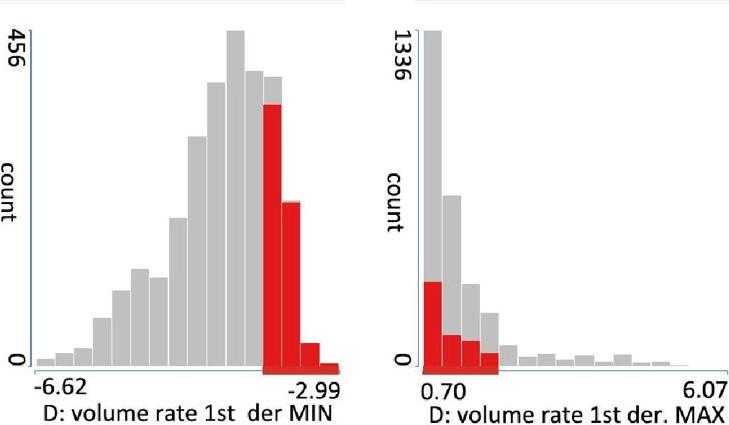 456
count
0
-6.62
-2.99
D: volume rate 1st der MIN
1336
count
0
0.70
6.07
D: volume rate 1st der. MAX